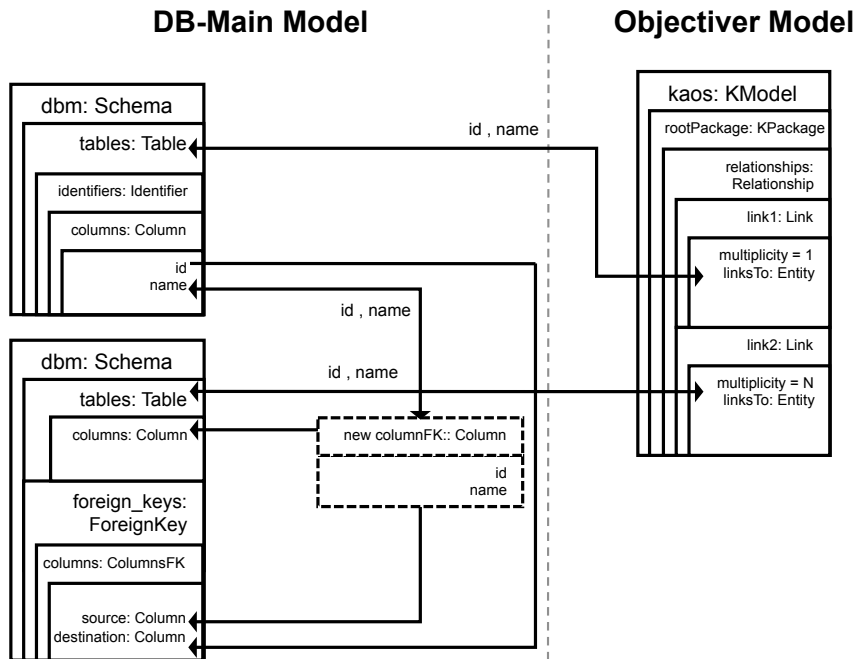 DB-Main Model
Objectiver Model
dbm: Schema
tables: Table
identifiers: Identifier
columns: Column
id
name
id , name
kaos: KModel
rootPackage: KPackage
relationships:
Relationship
link1: Link
multiplicity = 1
linksTo: Entity
id , name
link2: Link
multiplicity = N
linksTo: Entity
dbm: Schema
id , name
tables: Table
columns: Column
new columnFK:: Column
id
name
foreign_keys:
ForeignKey
columns: ColumnsFK
source: Column
destination: Column